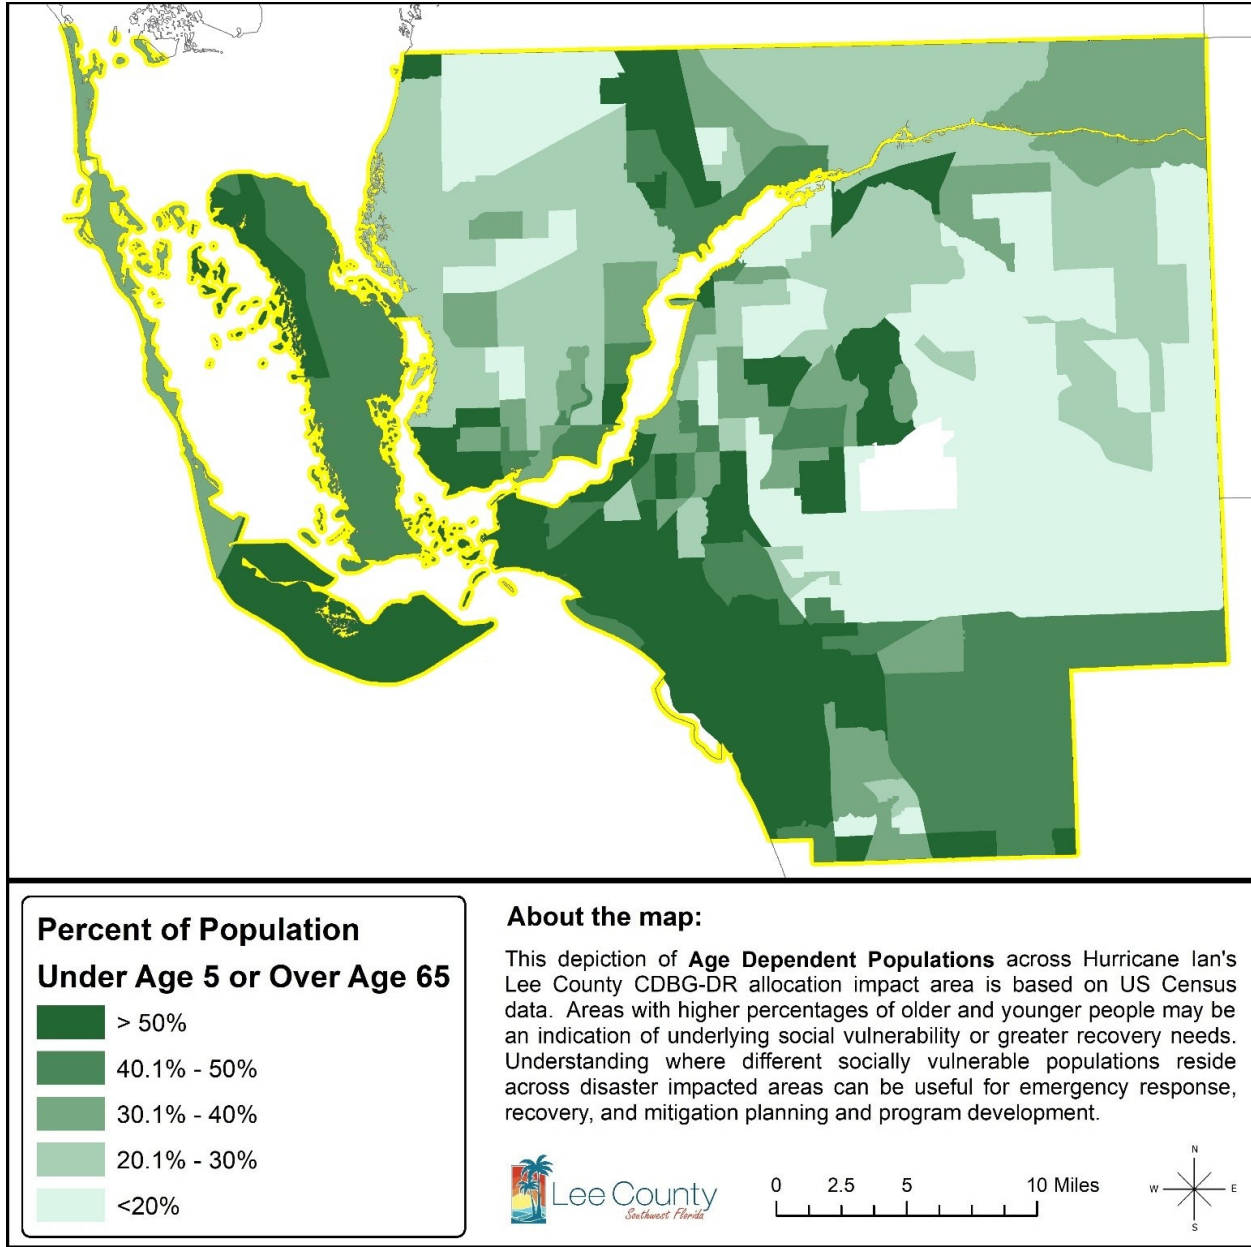 Percent of Population
Under Age 5 or Over Age 65
> 50%
40.1% - 50%
30.1% - 40%
20.1% - 30%
<20%
About the map:
This depiction of Age Dependent Populations across Hurricane Ian's
Lee County CDBG-DR allocation impact area is based on US Census
data. Areas with higher percentages of older and younger people may be
an indication of underlying social vulnerability or greater recovery needs.
Understanding where different socially vulnerable populations reside
across disaster impacted areas can be useful for emergency response,
recovery, and mitigation planning and program development.
Lee County
Southwest Florida
0 2.5 5 10 Miles
N
W E
S